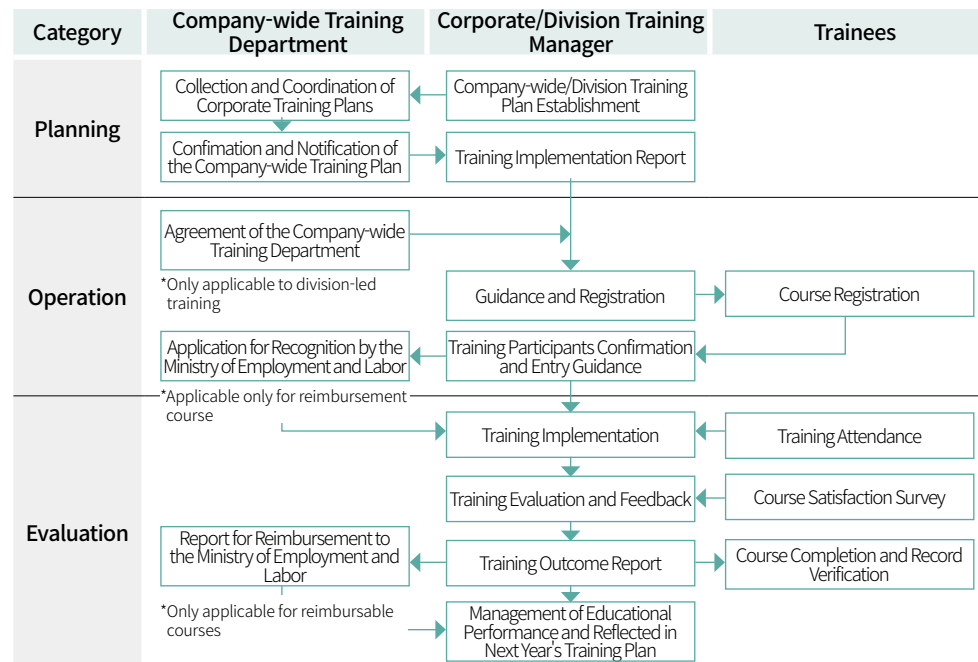 Category
Company-wide Training
Department
Corporate/Division Training
Manager
Trainees
Planning
Collection and Coordination of
Corporate Training Plans
Company-wide/Division Training
Plan Establishment
Confimation and Notification of
the Company-wide Training Plan
Training Implementation Report
Operation
Agreement of the Company-wide
Training Department
*Only applicable to division-led
training
Guidance and Registration
Course Registration
Application for Recognition by the
Ministry of Employment and Labor
Training Participants Confirmation
and Entry Guidance
*Applicable only for reimbursement
course
Evaluation
Training Implementation
Training Attendance
Training Evaluation and Feedback
Course Satisfaction Survey
Report for Reimbursement to
the Ministry of Employment and
Labor
Training Outcome Report
Course Completion and Record
Verification
*Only applicable for reimbursable
courses
Management of Educational
Performance and Reflected in
Next Year's Training Plan